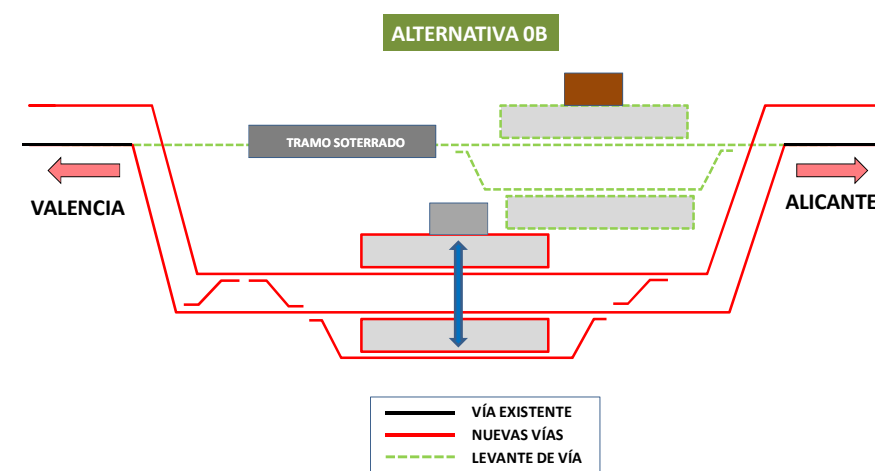 ALTERNATIVA 0B
TRAMO SOTERRADO
VALENCIA
ALICANTE
VÍA EXISTENTE
NUEVAS VÍAS
LEVANTE DE VÍA